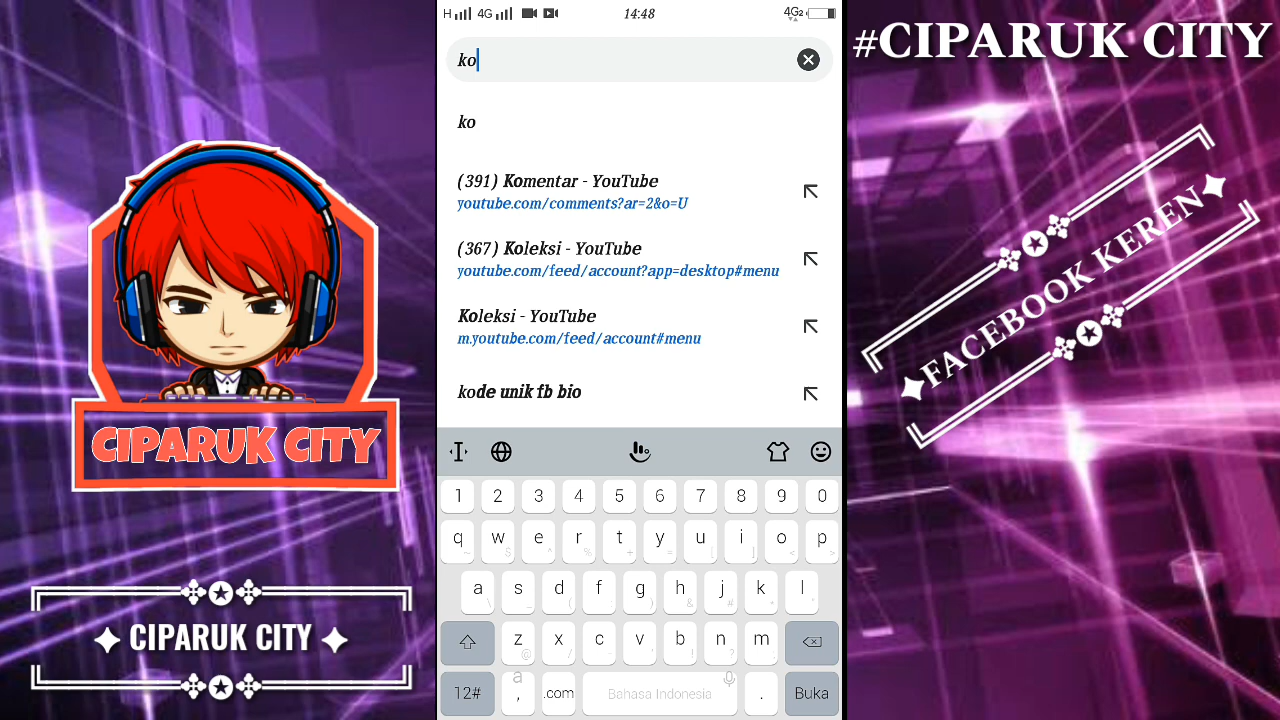 CIPARUK CITY
✦ CIPARUK CITY ✦
H 4G 14:48 4G2
ko
ko
(391) Komentar - YouTube
youtube.com/comments?ar=2&o=U
(367) Koleksi - YouTube
youtube.com/feed/account?app=desktop#menu
Koleksi - YouTube
m.youtube.com/feed/account#menu
kode unik fb bio
1 2 3 4 5 6 7 8 9 0
q w e r t y u i o p
a s d f g h j k l
z x c v b n m
12# , .com Bahasa Indonesia . Buka
#CIPARUK CITY
✦FACEBOOK KEREN✦